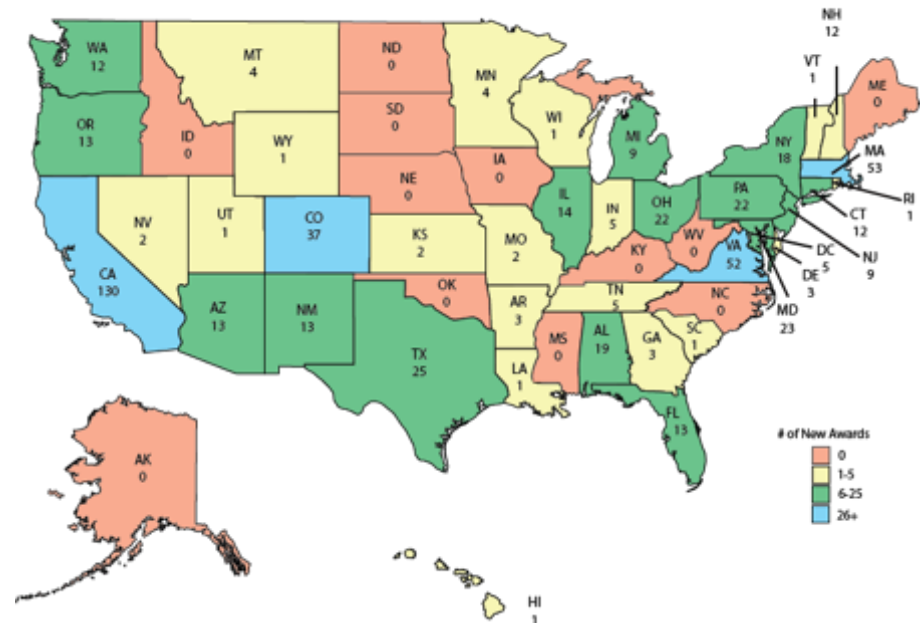 NH
12
WA
12
MT
4
ND
0
MN
4
VT
1
ME
0
OR
13
ID
0
SD
0
WI
1
MI
9
NY
18
MA
53
WY
1
IA
0
NE
0
PA
22
RI
1
NV
2
UT
1
CO
37
IL
14
IN
5
OH
22
CT
12
KS
2
MO
2
KY
0
WV
0
VA
52
DC
5
NJ
9
CA
130
DE
3
OK
0
TN
5
NC
0
MD
23
AZ
13
NM
13
AR
3
SC
1
MS
0
AL
19
GA
3
TX
25
LA
1
FL
13
# of New Awards
0
1-5
6-25
26+
AK
0
HI
1